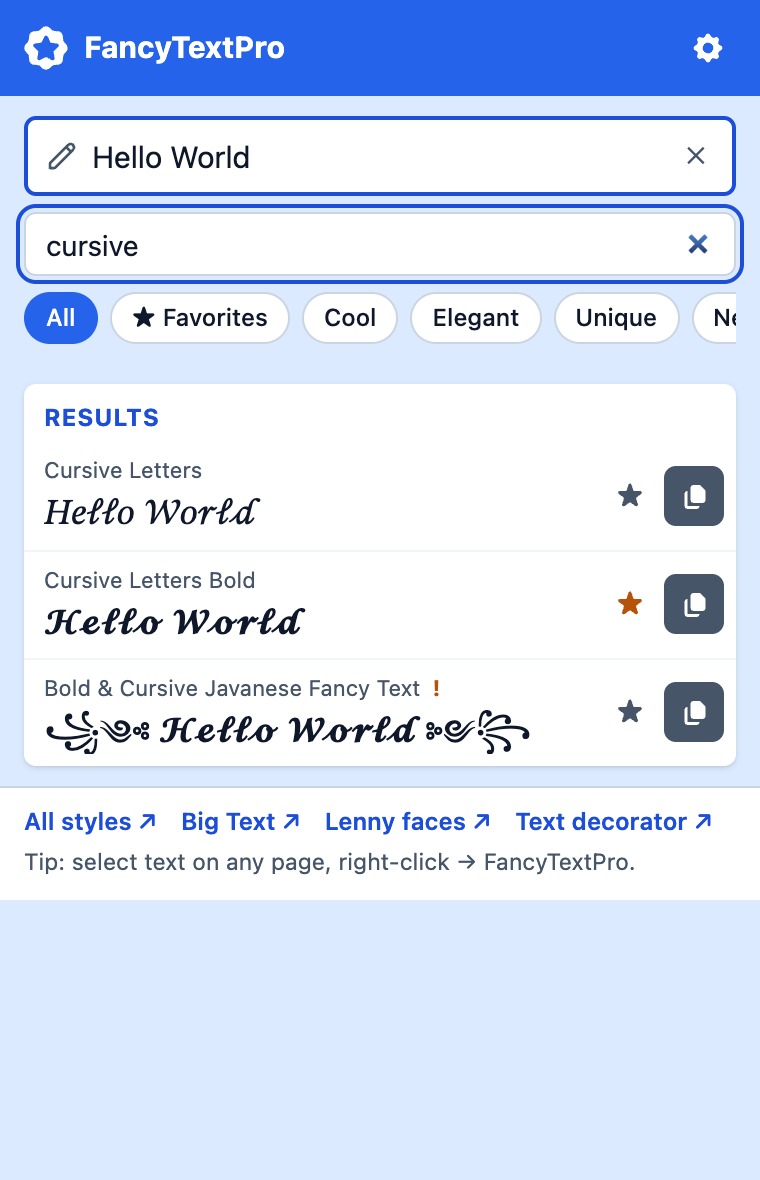 FancyTextPro
Hello World
cursive
All ★ Favorites Cool Elegant Unique
RESULTS
Cursive Letters
𝐻ℯℓℓℴ 𝒲ℴ𝓇ℓ𝒹
Cursive Letters Bold
𝓗𝓮𝓵𝓵𝓸 𝓦𝓸𝓻𝓵𝓭
Bold & Cursive Javanese Fancy Text !
꧁༺ 𝓗𝓮𝓵𝓵𝓸 𝓦𝓸𝓻𝓵𝓭 ༻꧂
All styles ↗ Big Text ↗ Lenny faces ↗ Text decorator ↗
Tip: select text on any page, right-click → FancyTextPro.